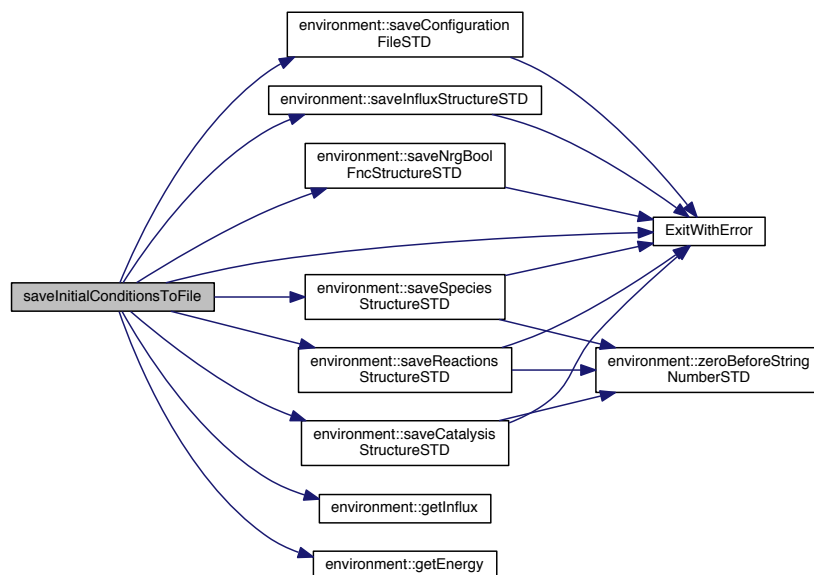 environment::saveConfiguration
FileSTD
environment::saveInfluxStructureSTD
environment::saveNrgBool
FncStructureSTD
ExitWithError
saveInitialConditionsToFile
environment::saveSpecies
StructureSTD
environment::saveReactions
StructureSTD
environment::zeroBeforeString
NumberSTD
environment::saveCatalysis
StructureSTD
environment::getInflux
environment::getEnergy